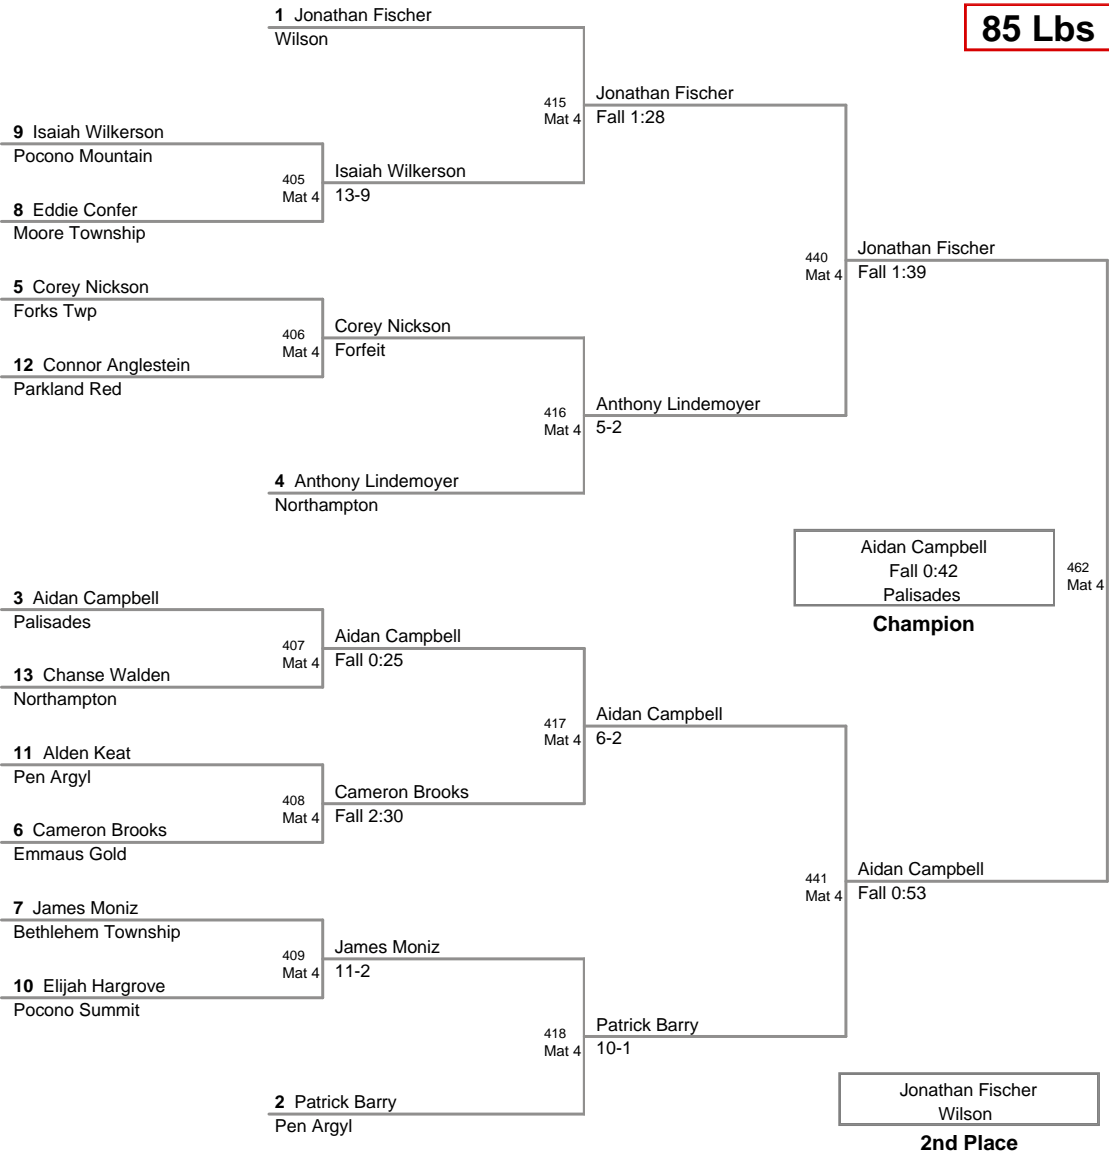 1 Jonathan Fischer
Wilson
85 Lbs
415
Mat 4
Jonathan Fischer
Fall 1:28
9 Isaiah Wilkerson
Pocono Mountain
405
Mat 4
Isaiah Wilkerson
13-9
8 Eddie Confer
Moore Township
440
Mat 4
Jonathan Fischer
Fall 1:39
5 Corey Nickson
Forks Twp
406
Mat 4
Corey Nickson
Forfeit
12 Connor Anglestein
Parkland Red
416
Mat 4
Anthony Lindemoyer
5-2
4 Anthony Lindemoyer
Northampton
Aidan Campbell
Fall 0:42
Palisades
Champion
462
Mat 4
3 Aidan Campbell
Palisades
407
Mat 4
Aidan Campbell
Fall 0:25
13 Chanse Walden
Northampton
417
Mat 4
Aidan Campbell
6-2
11 Alden Keat
Pen Argyl
408
Mat 4
Cameron Brooks
Fall 2:30
6 Cameron Brooks
Emmaus Gold
441
Mat 4
Aidan Campbell
Fall 0:53
7 James Moniz
Bethlehem Township
409
Mat 4
James Moniz
11-2
10 Elijah Hargrove
Pocono Summit
418
Mat 4
Patrick Barry
10-1
2 Patrick Barry
Pen Argyl
Jonathan Fischer
Wilson
2nd Place